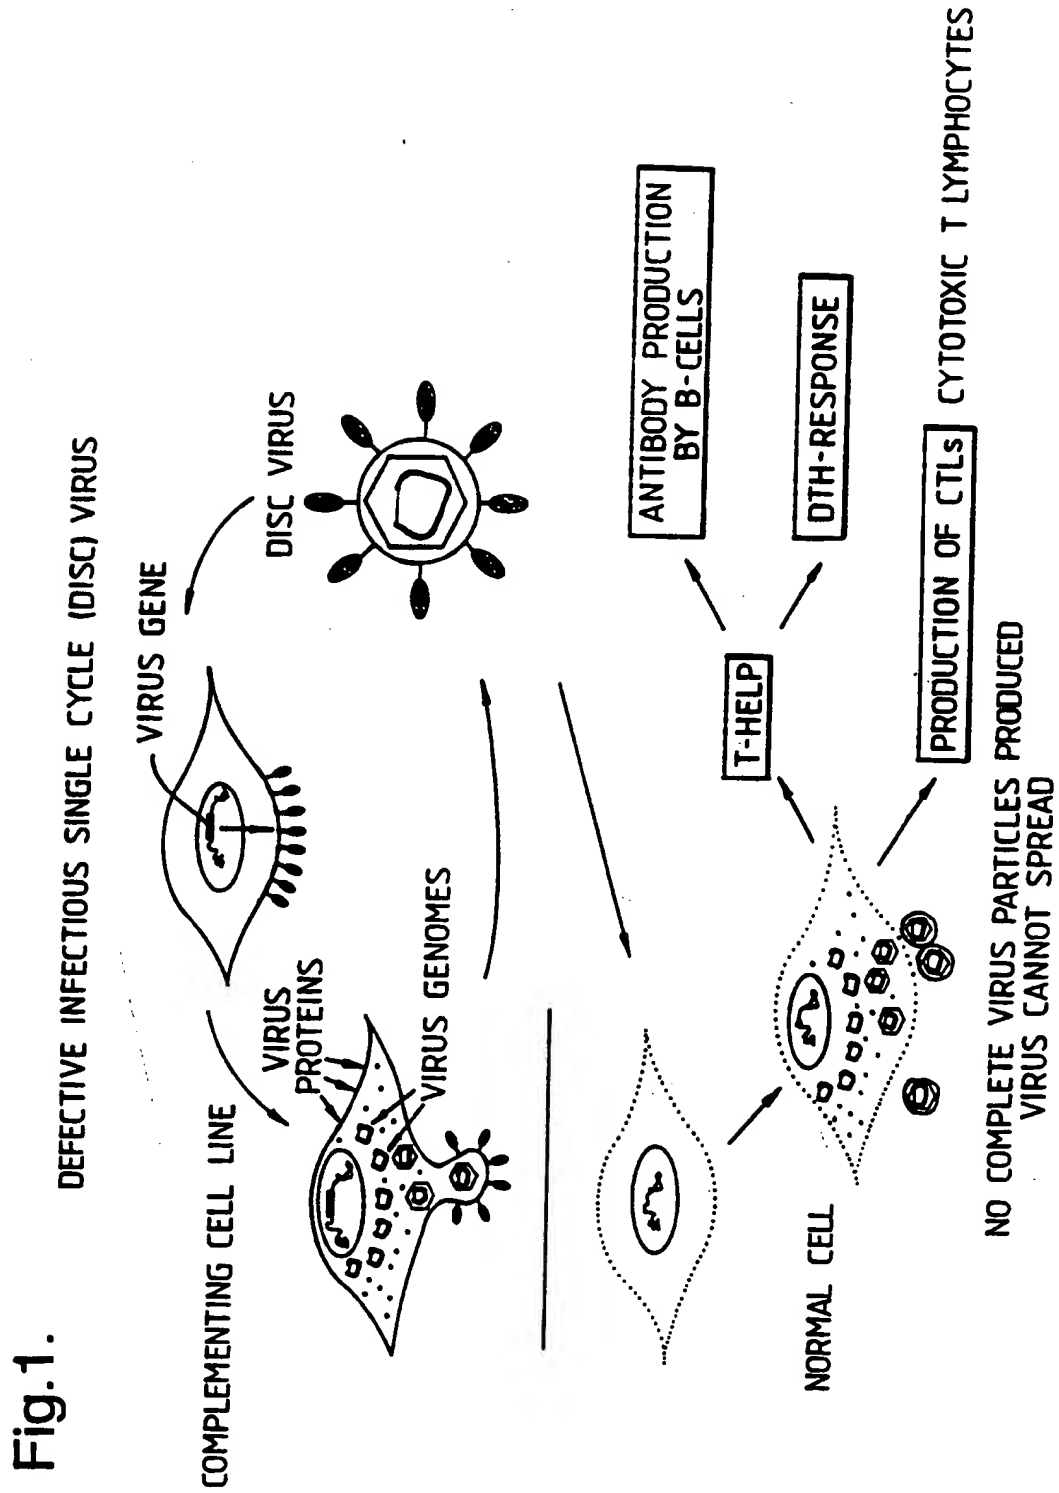 Fig.1.
DEFECTIVE INFECTIOUS SINGLE CYCLE (DISC) VIRUS
COMPLEMENTING CELL LINE
VIRUS GENE
VIRUS
PROTEINS
DISC VIRUS
VIRUS GENOMES
ANTIBODY PRODUCTION
BY B-CELLS
T-HELP
DTH-RESPONSE
NORMAL CELL
PRODUCTION OF CTLs
CYTOTOXIC T LYMPHOCYTES
NO COMPLETE VIRUS PARTICLES PRODUCED
VIRUS CANNOT SPREAD